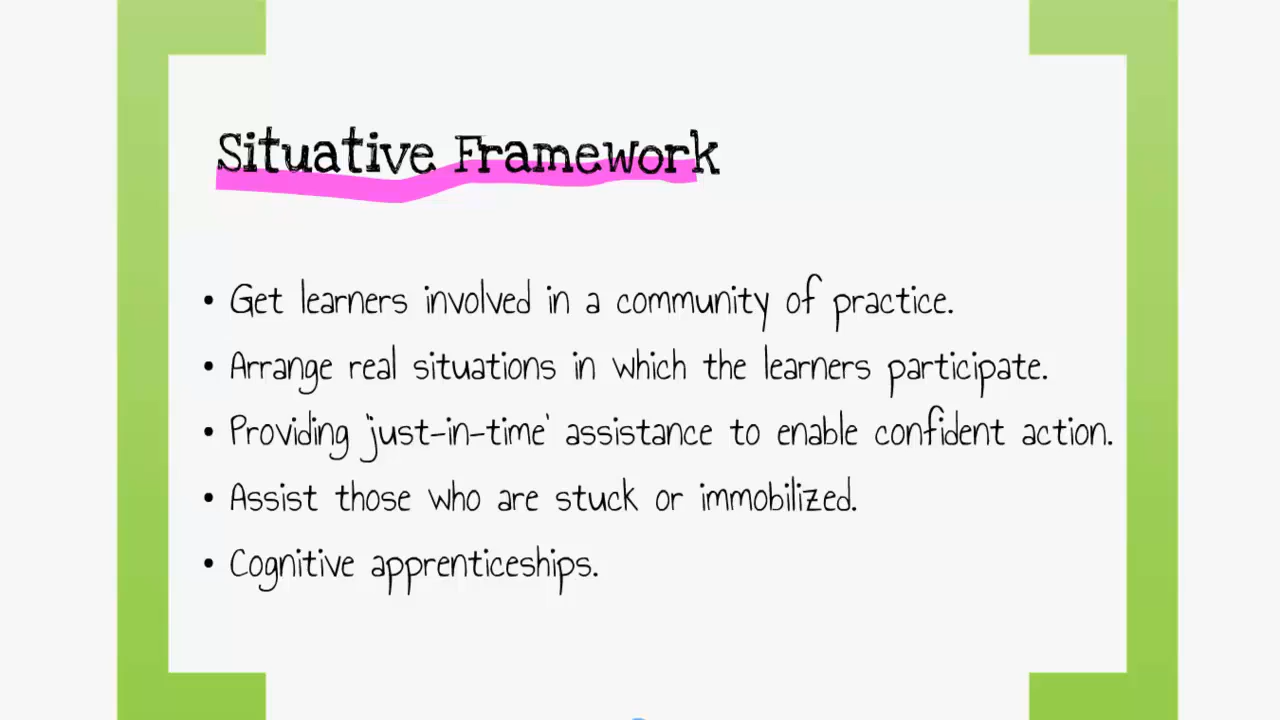 Situative Framework
• Get learners involved in a community of practice.
• Arrange real situations in which the learners participate.
• Providing 'just-in-time' assistance to enable confident action.
• Assist those who are stuck or immobilized.
• Cognitive apprenticeships.